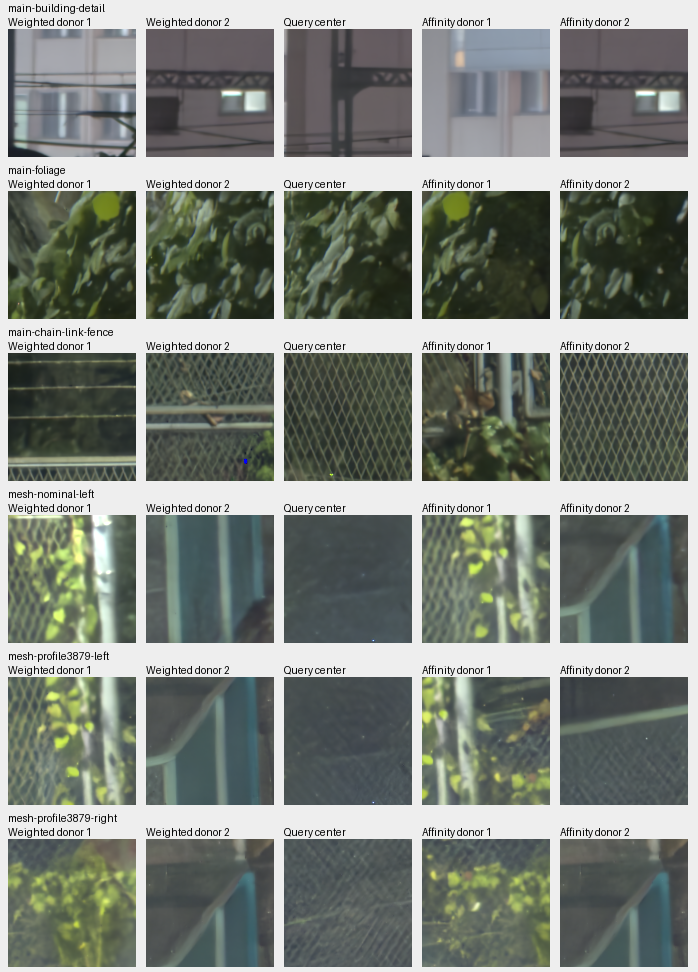 main-building-detail
Weighted donor 1 Weighted donor 2 Query center Affinity donor 1 Affinity donor 2
main-foliage
Weighted donor 1 Weighted donor 2 Query center Affinity donor 1 Affinity donor 2
main-chain-link-fence
Weighted donor 1 Weighted donor 2 Query center Affinity donor 1 Affinity donor 2
mesh-nominal-left
Weighted donor 1 Weighted donor 2 Query center Affinity donor 1 Affinity donor 2
mesh-profile3879-left
Weighted donor 1 Weighted donor 2 Query center Affinity donor 1 Affinity donor 2
mesh-profile3879-right
Weighted donor 1 Weighted donor 2 Query center Affinity donor 1 Affinity donor 2